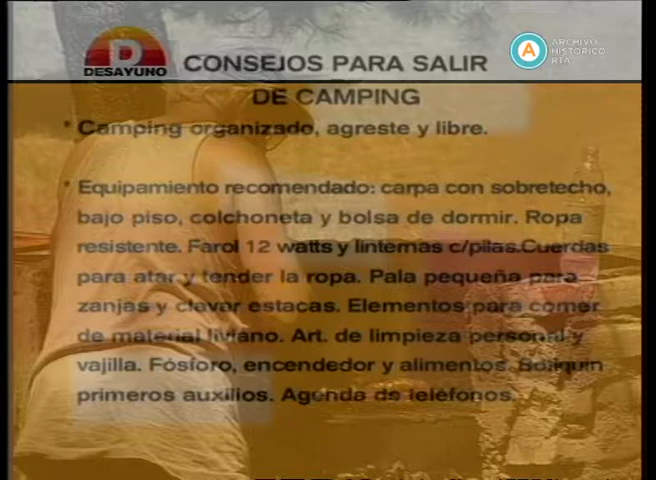 D
DESAYUNO
CONSEJOS PARA SALIR
DE CAMPING
A
ARCHIVO
HISTORICO
RTA
* Camping organizado, agreste y libre.
* Equipamiento recomendado: carpa con sobretecho,
bajo piso, colchoneta y bolsa de dormir. Ropa
resistente. Farol 12 watts y linternas c/pilas.Cuerdas
para atar y tender la ropa. Pala pequeña para
zanjas y clavar estacas. Elementos para comer
de material liviano. Art. de limpieza personal y
vajilla. Fósforo, encendedor y alimentos. Botiquin
primeros auxilios. Agenda de teléfonos.